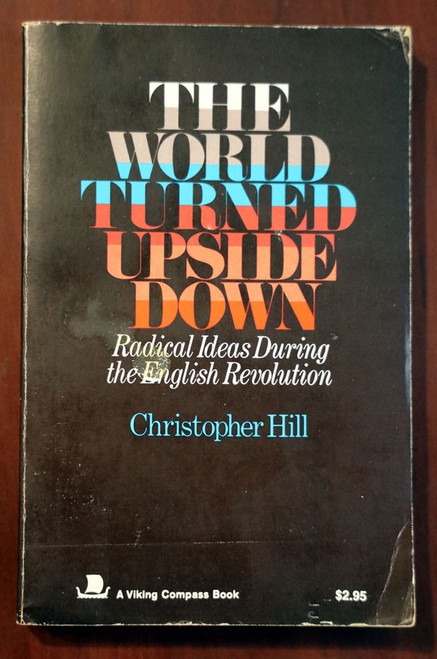 THE
WORLD
TURNED
UPSIDE
DOWN
Radical Ideas During
the English Revolution
Christopher Hill
A Viking Compass Book
$2.95